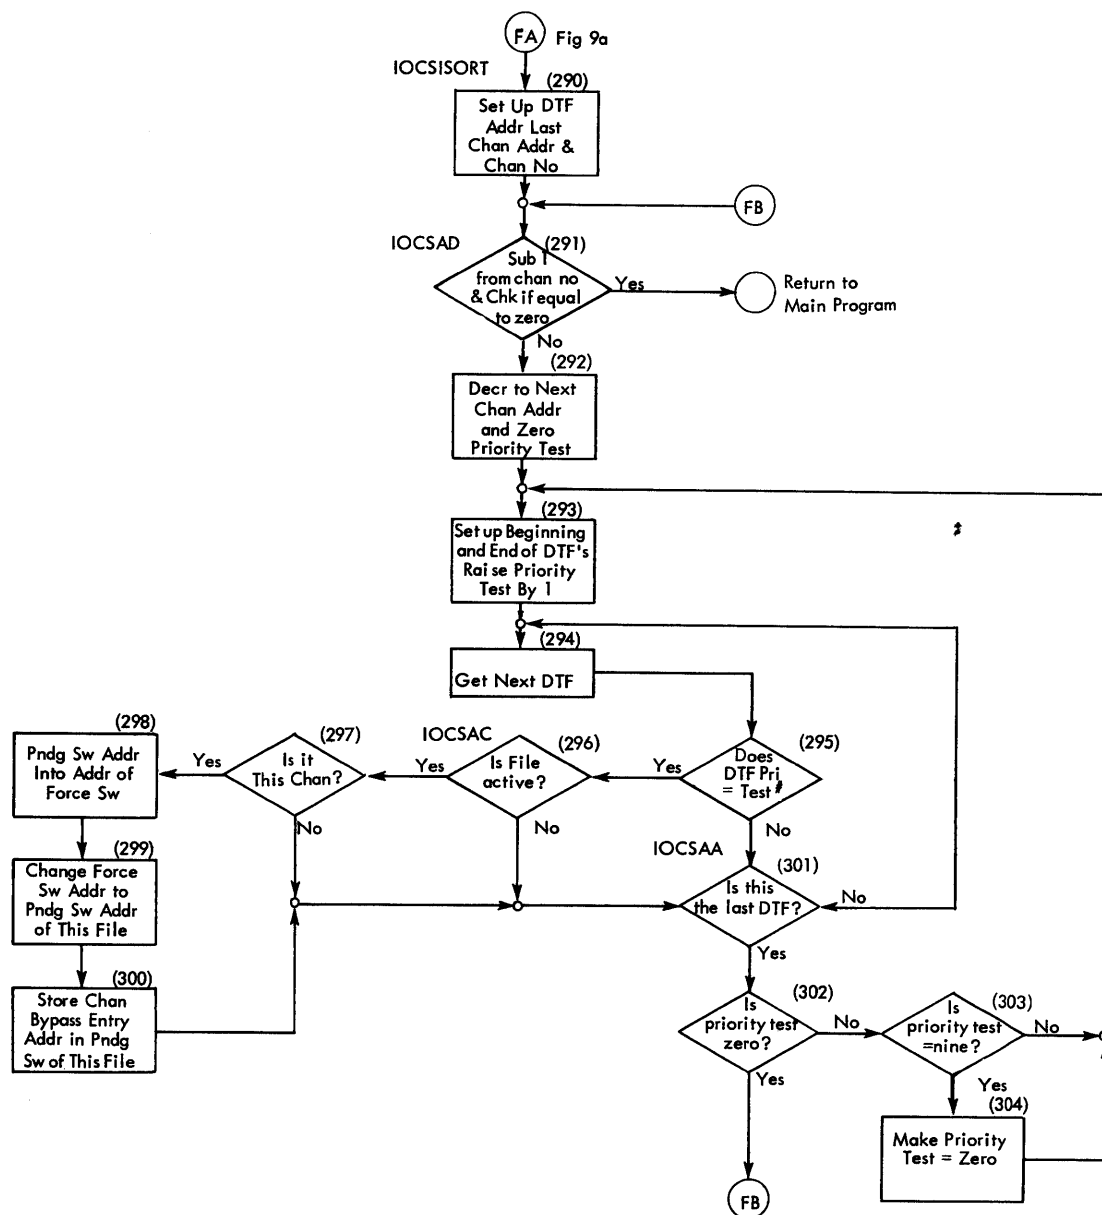 FA Fig 9a
IOCSISORT
(290)
Set Up DTF
Addr Last
Chan Addr &
Chan No
FB
IOCSAD
(291)
Sub 1
from chan no
& Chk if equal
to zero
Yes
Return to
Main Program
No
(292)
Decr to Next
Chan Addr
and Zero
Priority Test
(293)
Set up Beginning
and End of DTF's
Raise Priority
Test By 1
(294)
Get Next DTF
(295)
Does
DTF Pri
= Test#
Yes
No
IOCSAC
(296)
Is File
active?
Yes
No
(297)
Is it
This Chan?
Yes
No
(298)
Pndg Sw Addr
Into Addr of
Force Sw
(299)
Change Force
Sw Addr to
Pndg Sw Addr
of This File
(300)
Store Chan
Bypass Entry
Addr in Pndg
Sw of This File
IOCSAA
(301)
Is this
the last DTF?
No
Yes
(302)
Is
priority test
zero?
No
Yes
(303)
Is
priority test
=nine?
No
Yes
(304)
Make Priority
Test = Zero
FB